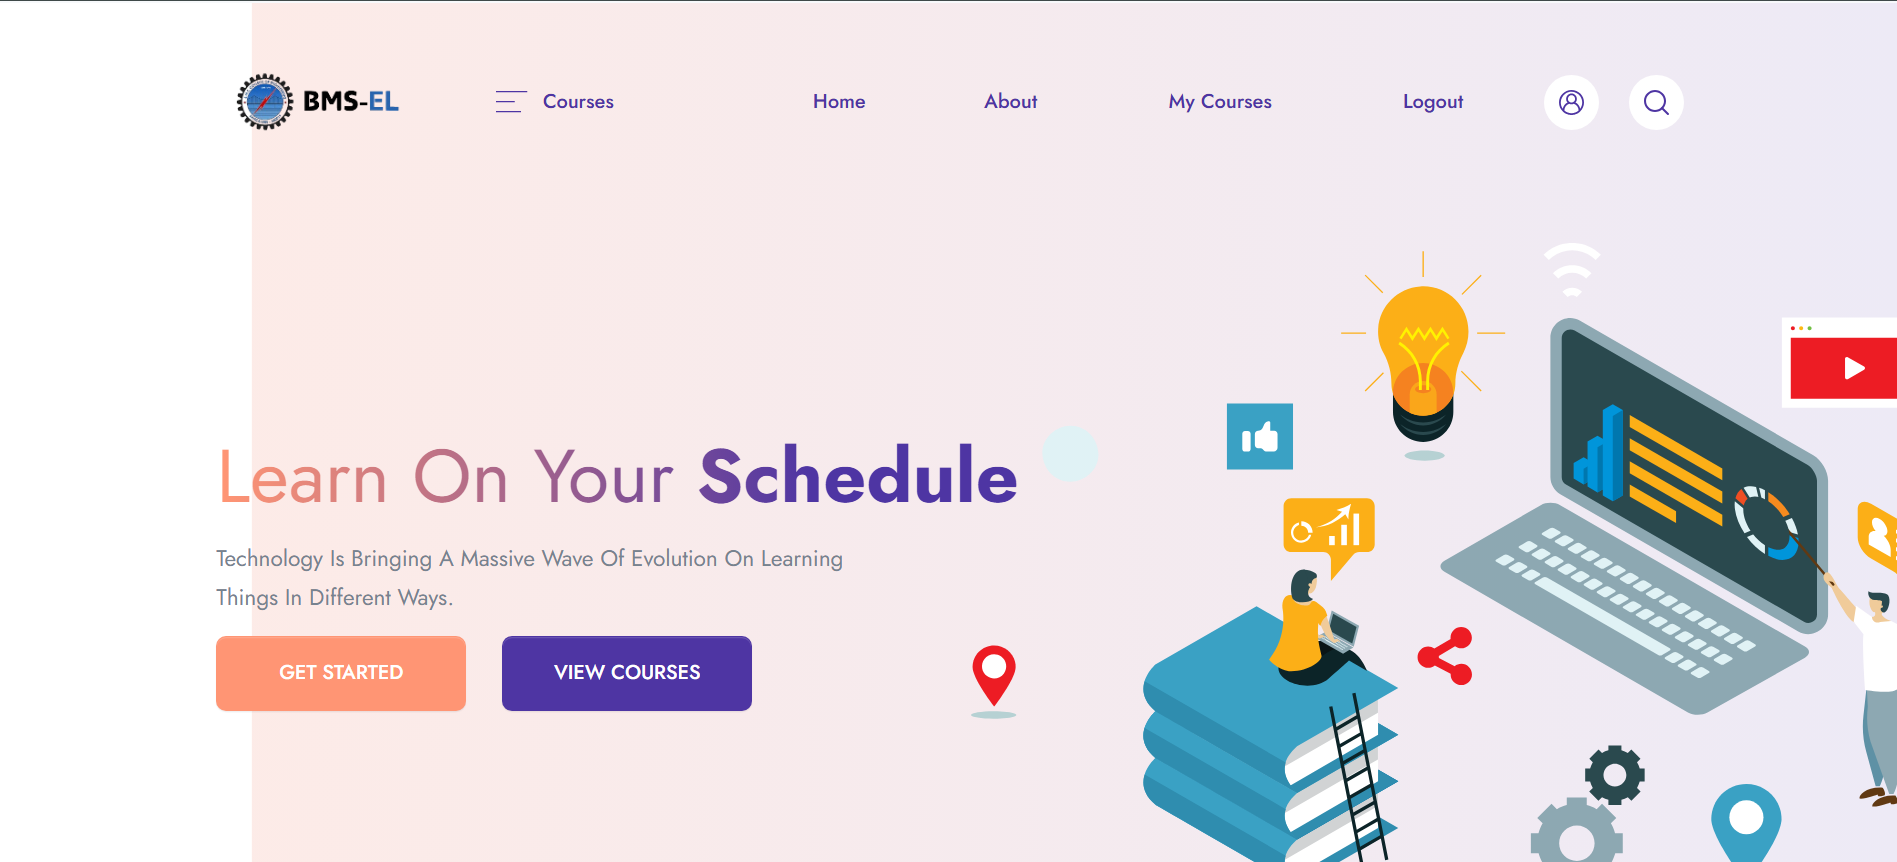 BMS-EL
Courses
Home
About
My Courses
Logout
Learn On Your Schedule
Technology Is Bringing A Massive Wave Of Evolution On Learning
Things In Different Ways.
GET STARTED
VIEW COURSES